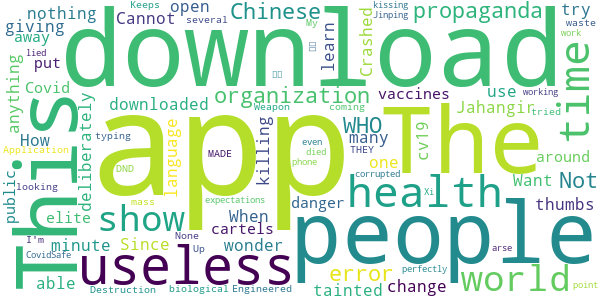 nothing
Cannot
open
Chinese
propaganda
Keeps
several
My
kissing
Jinping
try
waste
giving
away
lied
put
download
learn
Crashed
work
anything
Covid
organization
vaccines
use
This
app
The
time
How
deliberately
downloaded
language
killing
Weapon
coming
WHO
Jahangir
cv19
Application
typing
MADE
THEY
many
even
died
phone
one
around
public
looking
DND
mass
expectations
When
corrupted
tried
working
Want
Not
elite
show
people
health
danger
thumbs
I'm
minute
Since
None
Up
cartels
wonder
Xi
arse
perfectly
able
CovidSafe
useless
error
change
world
Destruction
biological
Engineered
tainted
point